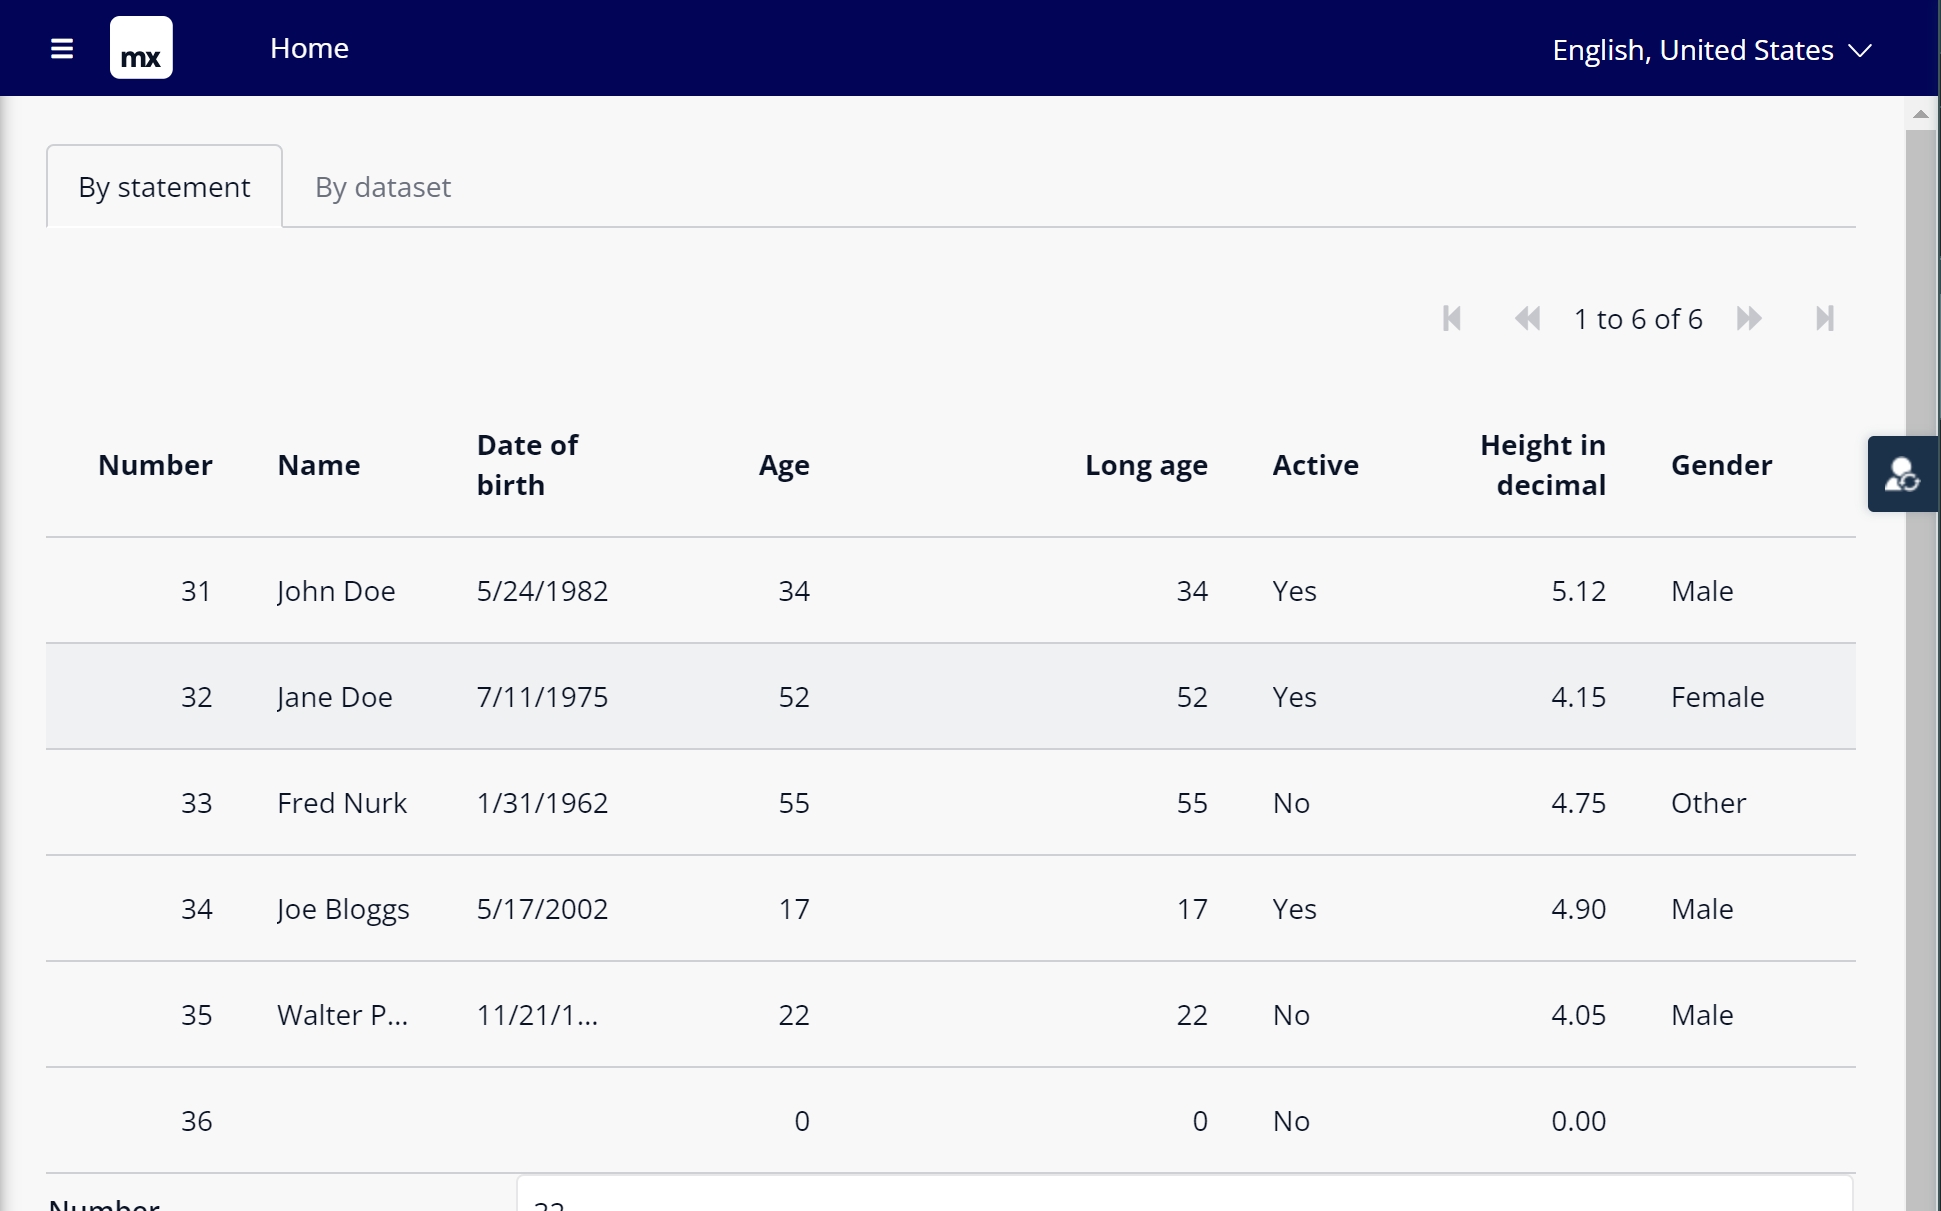 mx Home English, United States
By statement By dataset
1 to 6 of 6
Number Name Date of birth Age Long age Active Height in decimal Gender
31 John Doe 5/24/1982 34 34 Yes 5.12 Male
32 Jane Doe 7/11/1975 52 52 Yes 4.15 Female
33 Fred Nurk 1/31/1962 55 55 No 4.75 Other
34 Joe Bloggs 5/17/2002 17 17 Yes 4.90 Male
35 Walter P... 11/21/1... 22 22 No 4.05 Male
36 0 0 No 0.00
Number